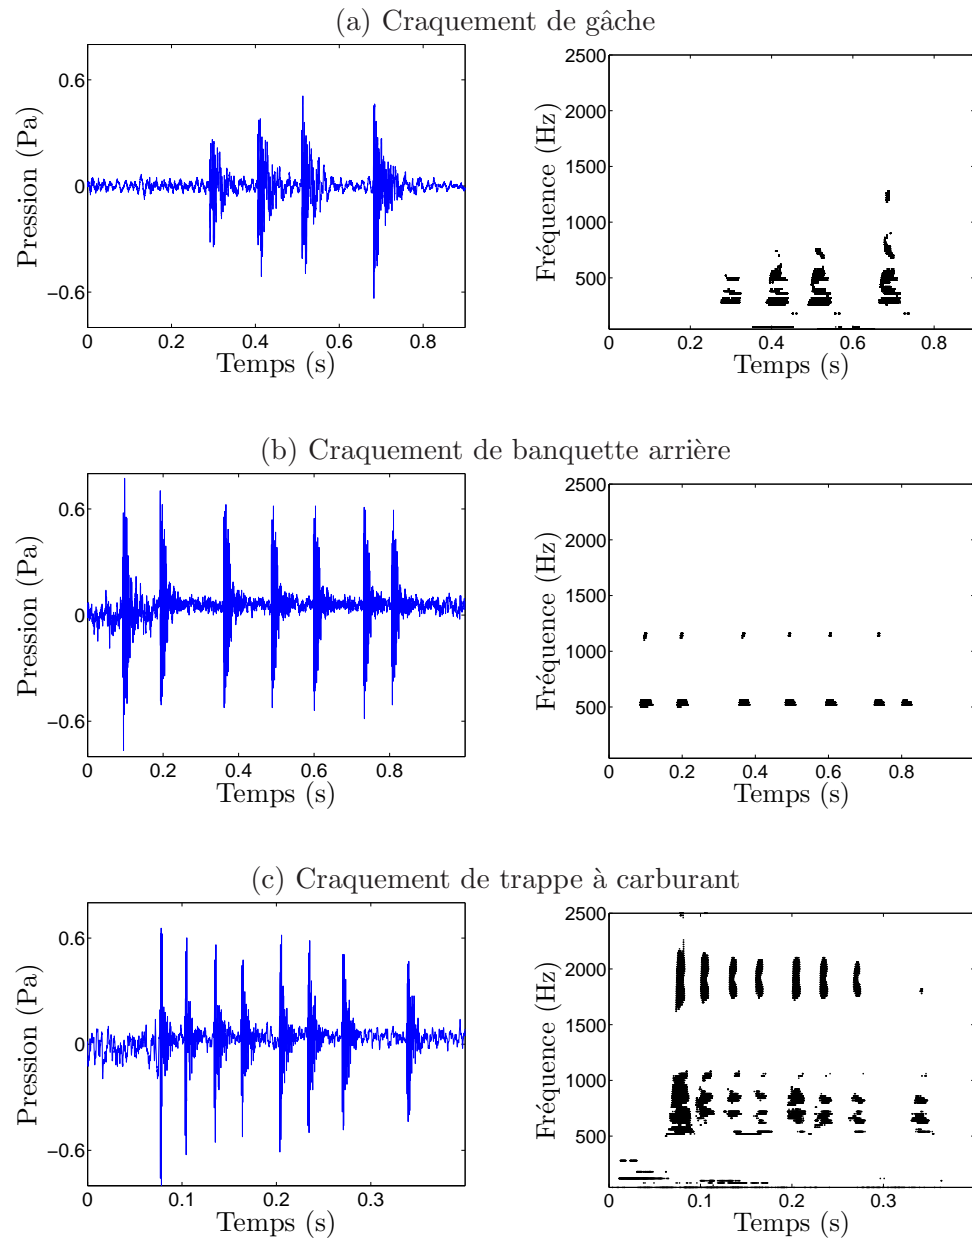 (a) Craquement de gâche
0.6
0
−0.6
0 0.2 0.4 0.6 0.8
Pression (Pa)
Temps (s)
2500
2000
1500
1000
500
0 0.2 0.4 0.6 0.8
Fréquence (Hz)
Temps (s)
(b) Craquement de banquette arrière
0.6
0
−0.6
0 0.2 0.4 0.6 0.8
Pression (Pa)
Temps (s)
2500
2000
1500
1000
500
0 0.2 0.4 0.6 0.8
Fréquence (Hz)
Temps (s)
(c) Craquement de trappe à carburant
0.6
0
−0.6
0 0.1 0.2 0.3
Pression (Pa)
Temps (s)
2500
2000
1500
1000
500
0 0.1 0.2 0.3
Fréquence (Hz)
Temps (s)